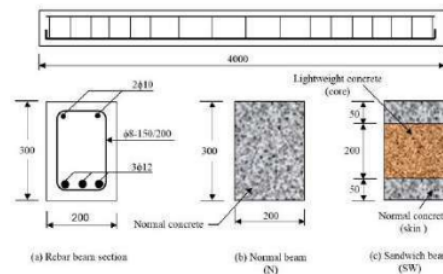 4000
2ϕ10
ϕ8-150/200
3ϕ12
300
200
Normal concrete
300
200
Lightweight concrete
(core)
50
200
50
Normal concrete
(skin )
(a) Rebar beam section
(b) Normal beam
(N)
(c) Sandwich beam
(SW)